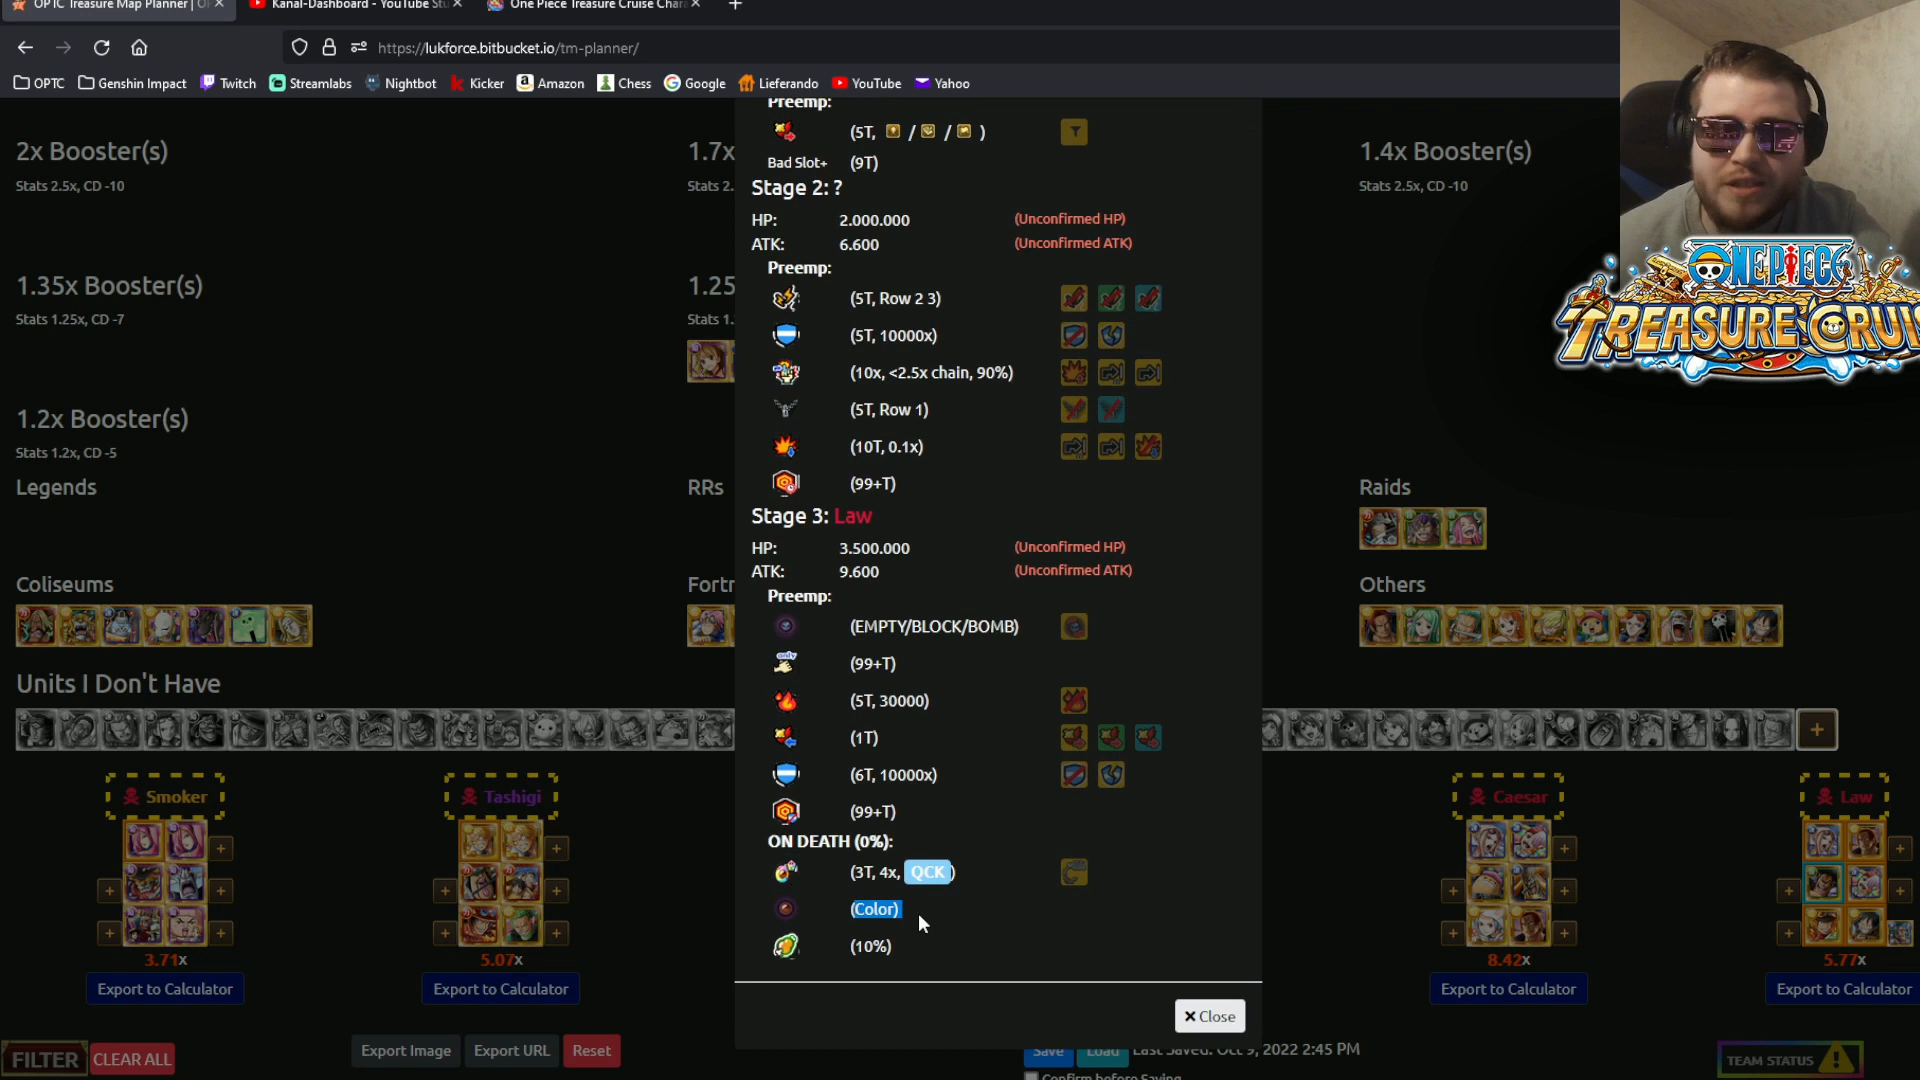 OPTC Treasure Map Planner | OP
Kanal-Dashboard - YouTube Stu
One Piece Treasure Cruise Chara
https://lukforce.bitbucket.io/tm-planner/
OPTC
Genshin Impact
Twitch
Streamlabs
Nightbot
Kicker
Amazon
Chess
Google
Lieferando
YouTube
Yahoo
2x Booster(s)
Stats 2.5x, CD -10
1.7x
Stats 2.
1.4x Booster(s)
Stats 2.5x, CD -10
1.35x Booster(s)
Stats 1.25x, CD -7
1.25
Stats 1.
1.2x Booster(s)
Stats 1.2x, CD -5
Legends
RRs
Raids
Coliseums
Fortr
Others
Units I Don't Have
Preemp:
(5T, / / )
Bad Slot+ (9T)
Stage 2: ?
HP: 2.000.000 (Unconfirmed HP)
ATK: 6.600 (Unconfirmed ATK)
Preemp:
(5T, Row 2 3)
(5T, 10000x)
(10x, <2.5x chain, 90%)
(5T, Row 1)
(10T, 0.1x)
(99+T)
Stage 3: Law
HP: 3.500.000 (Unconfirmed HP)
ATK: 9.600 (Unconfirmed ATK)
Preemp:
(EMPTY/BLOCK/BOMB)
only (99+T)
(5T, 30000)
(1T)
(6T, 10000x)
(99+T)
ON DEATH (0%):
(3T, 4x, QCK)
(Color)
(10%)
Close
ONE PIECE
TREASURE CRUIS
Smoker
Tashigi
Caesar
Law
3.71x
5.07x
8.42x
5.77x
Export to Calculator
Export to Calculator
Export to Calculator
Export to Calculator
FILTER
CLEAR ALL
Export Image
Export URL
Reset
Save
Load
Last Saved: Oct 9, 2022 2:45 PM
Confirm before Saving
TEAM STATUS